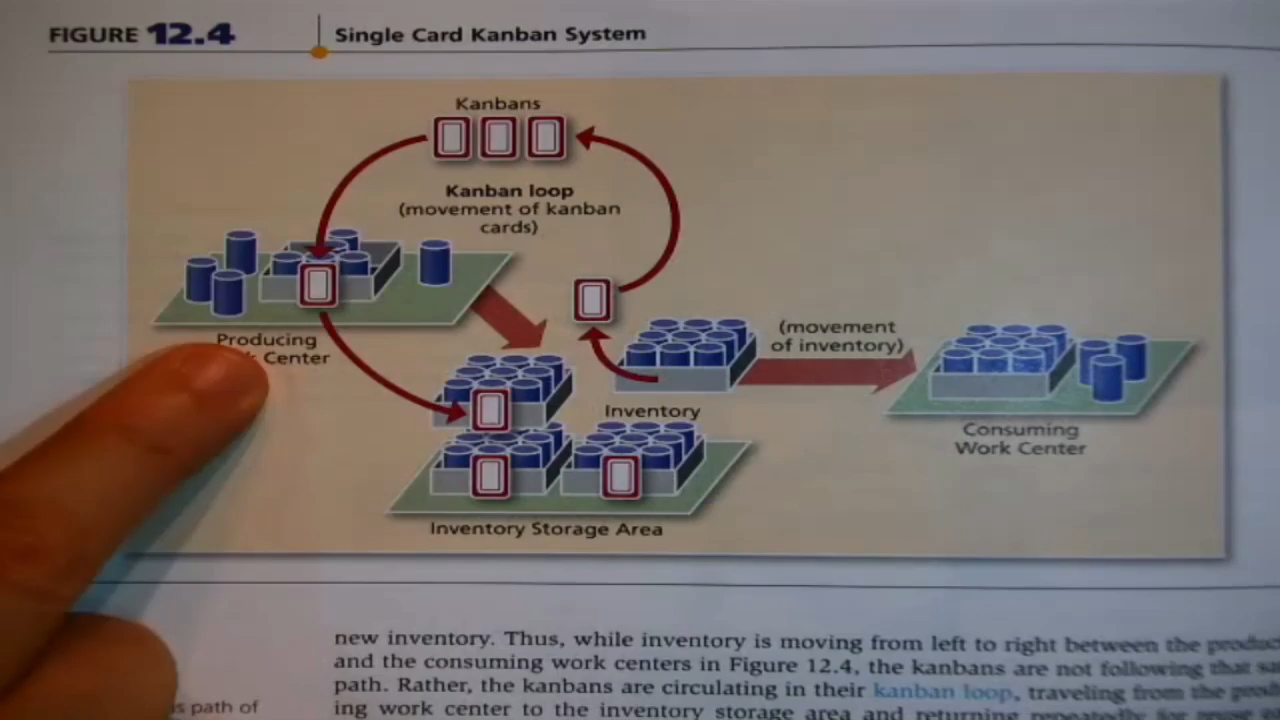 FIGURE 12.4
Single Card Kanban System
Kanbans
Kanban loop
(movement of kanban
cards)
Producing
Center
(movement
of inventory)
Inventory
Consuming
Work Center
Inventory Storage Area
new inventory. Thus, while inventory is moving from left to right between the
and the consuming work centers in Figure 12.4, the kanbans are not following that
path. Rather, the kanbans are circulating in their kanban loop, traveling from the
path of
ing work center to the inventory storage area and returning repeatedly for